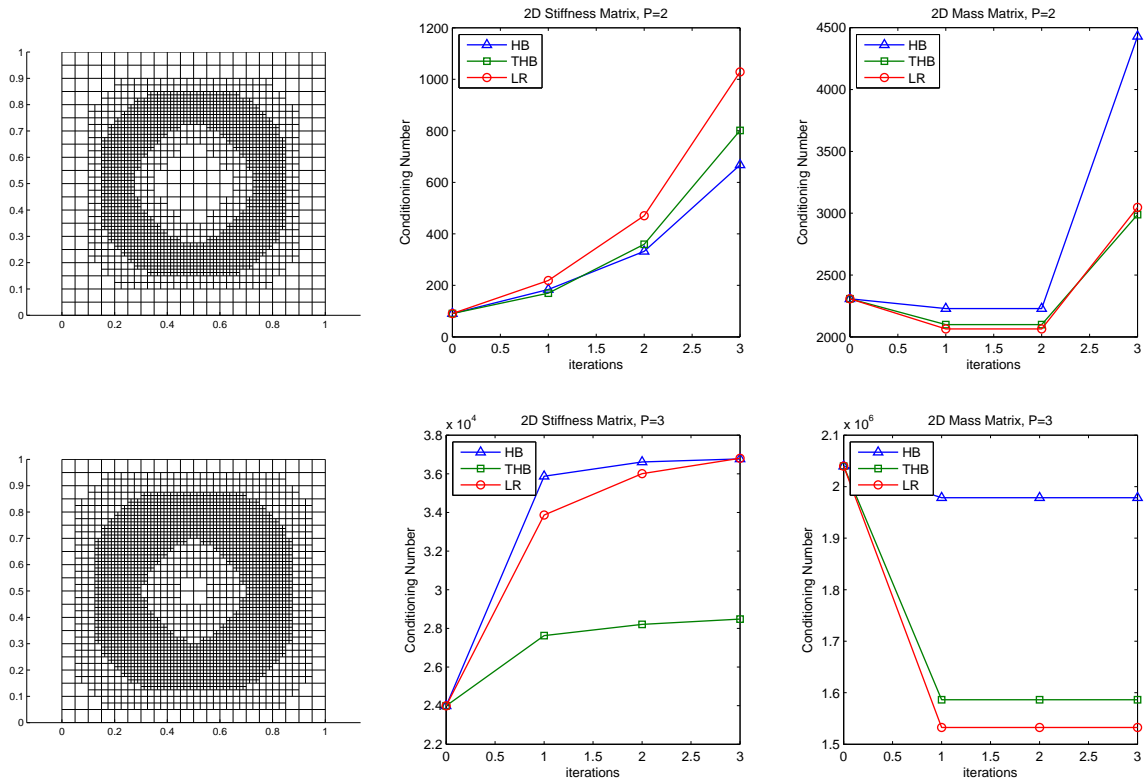 1
0.9
0.8
0.7
0.6
0.5
0.4
0.3
0.2
0.1
0
0 0.2 0.4 0.6 0.8 1
2D Stiffness Matrix, P=2
HB
THB
LR
Conditioning Number
1200
1000
800
600
400
200
0
0 0.5 1 1.5 2 2.5 3
iterations
2D Mass Matrix, P=2
HB
THB
LR
Conditioning Number
4500
4000
3500
3000
2500
2000
0 0.5 1 1.5 2 2.5 3
iterations
1
0.9
0.8
0.7
0.6
0.5
0.4
0.3
0.2
0.1
0
0 0.2 0.4 0.6 0.8 1
2D Stiffness Matrix, P=3
x 10^4
HB
THB
LR
Conditioning Number
3.8
3.6
3.4
3.2
3
2.8
2.6
2.4
2.2
0 0.5 1 1.5 2 2.5 3
iterations
2D Mass Matrix, P=3
x 10^6
HB
THB
LR
Conditioning Number
2.1
2
1.9
1.8
1.7
1.6
1.5
0 0.5 1 1.5 2 2.5 3
iterations